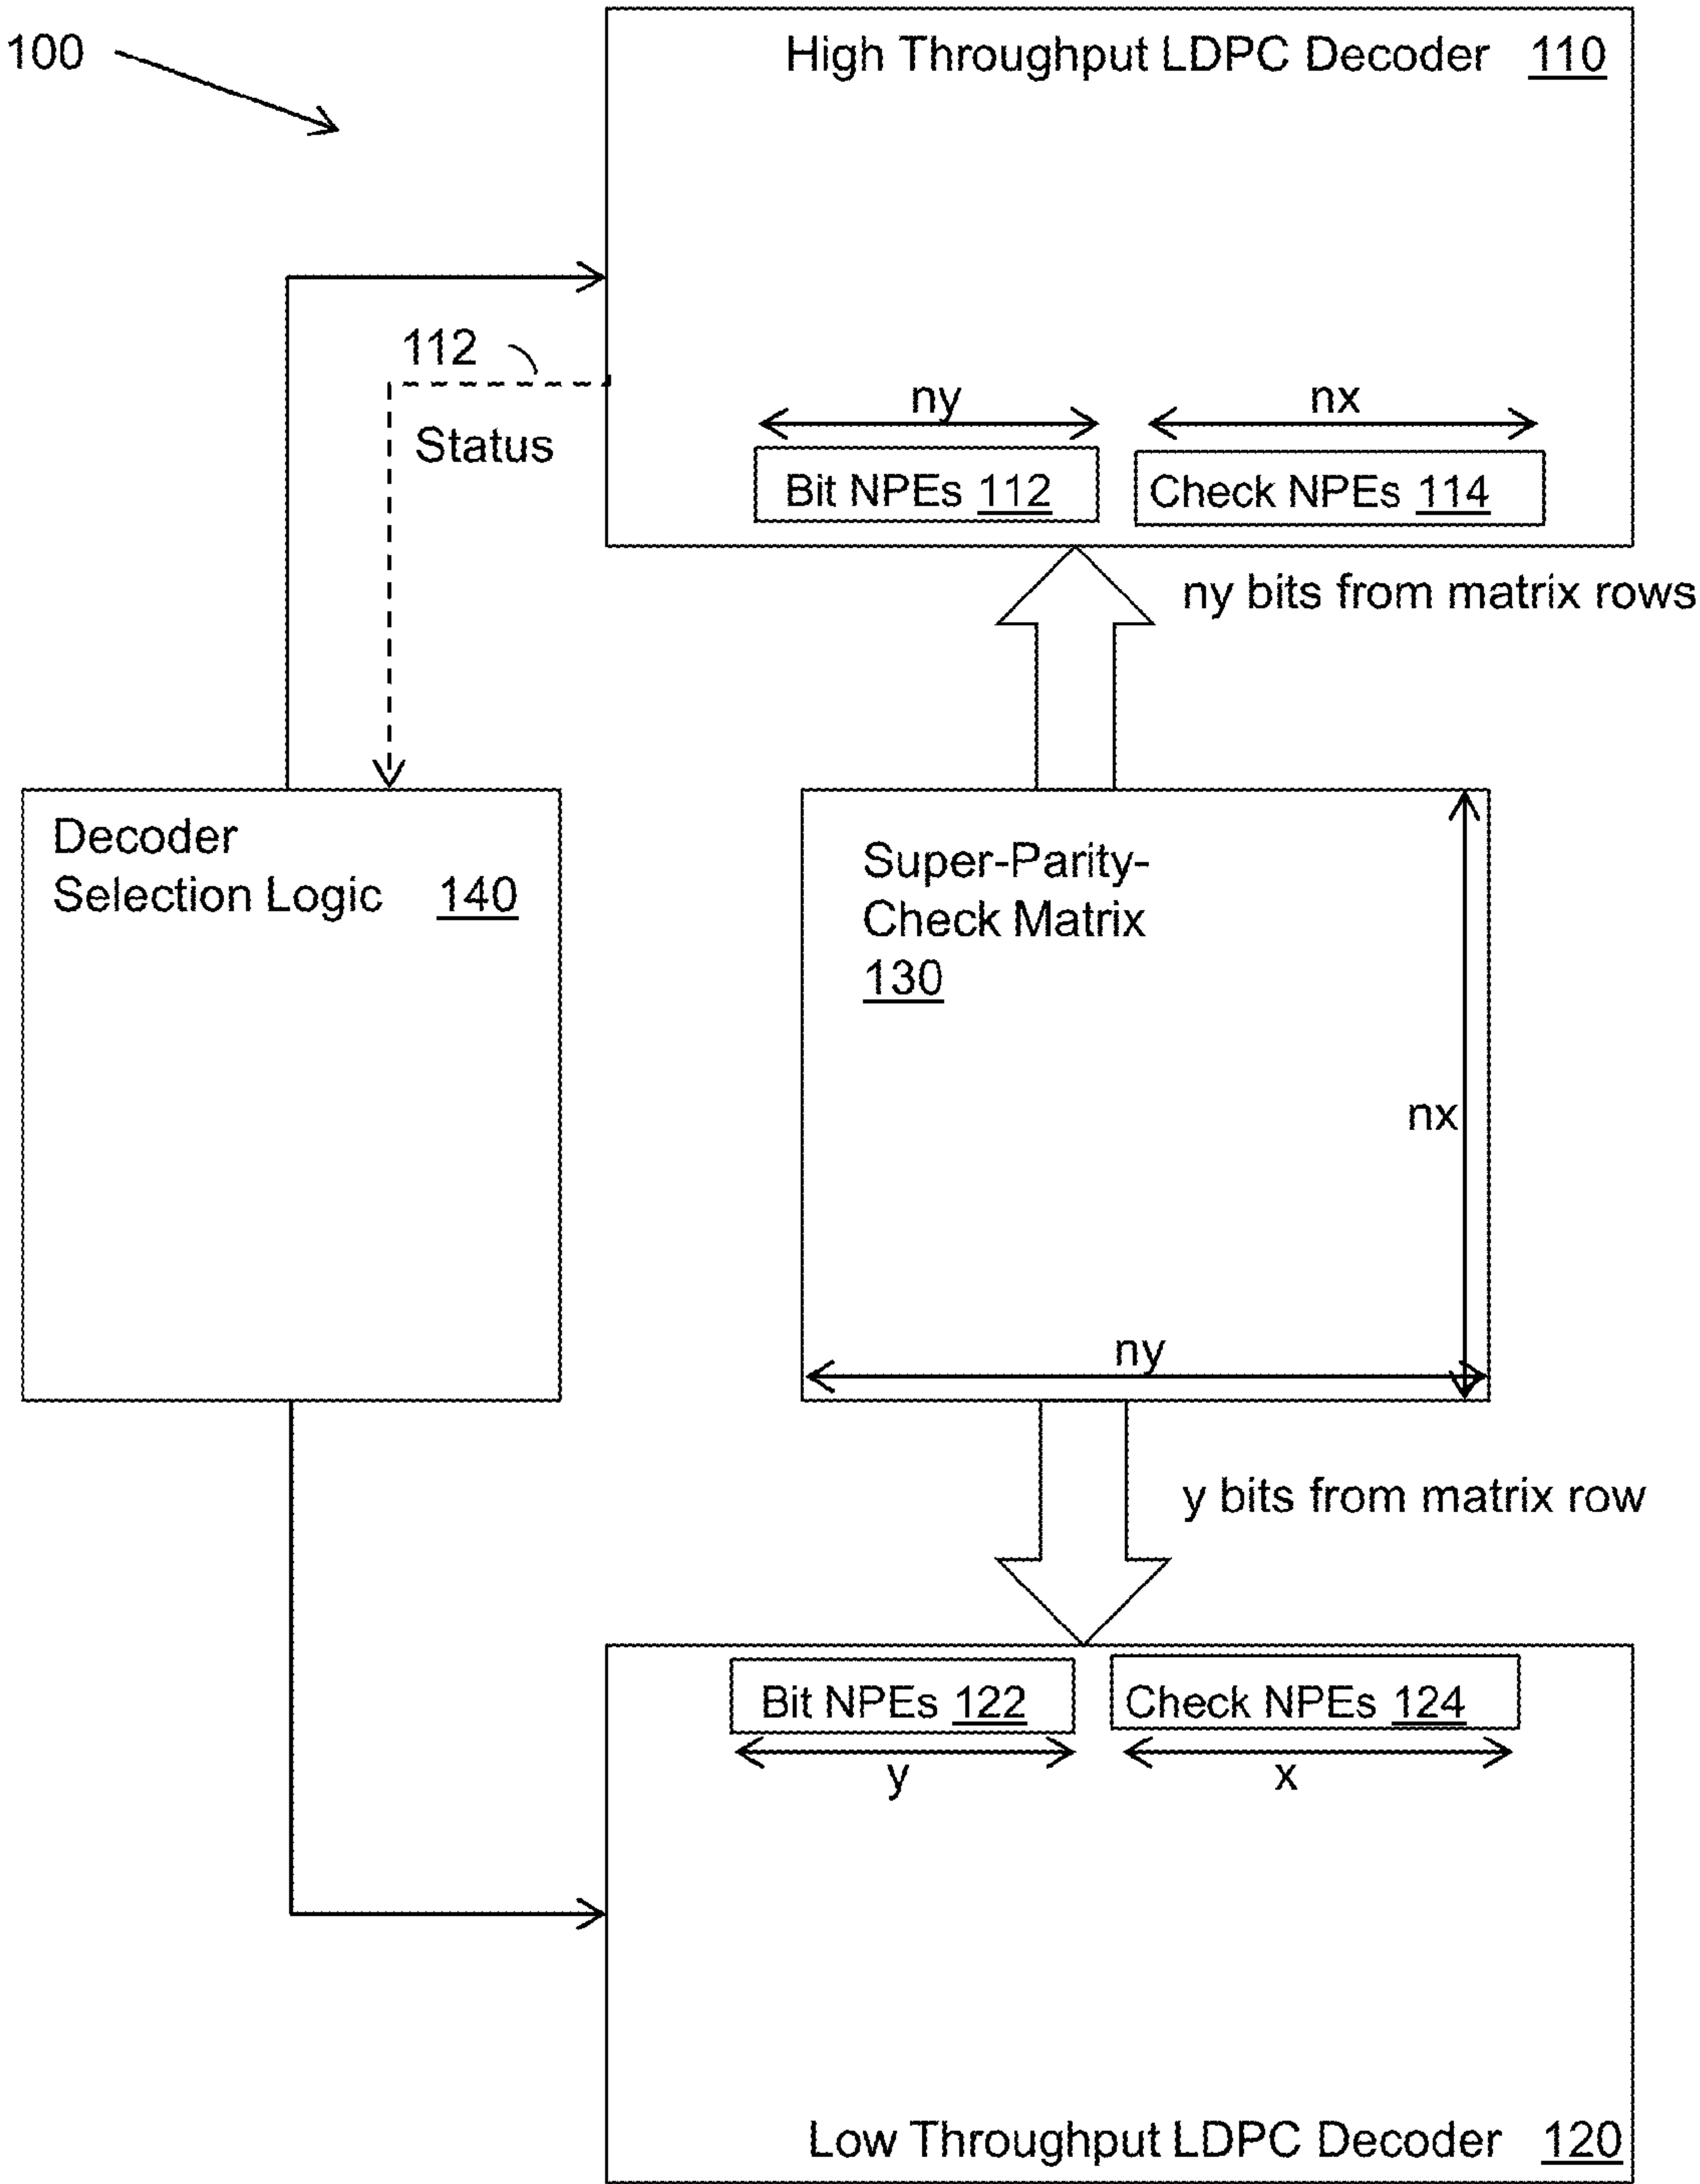 100
High Throughput LDPC Decoder 110
112
Status
ny
nx
Bit NPEs 112
Check NPEs 114
ny bits from matrix rows
Decoder
Selection Logic 140
Super-Parity-
Check Matrix
130
nx
ny
y bits from matrix row
Bit NPEs 122
Check NPEs 124
y
x
Low Throughput LDPC Decoder 120